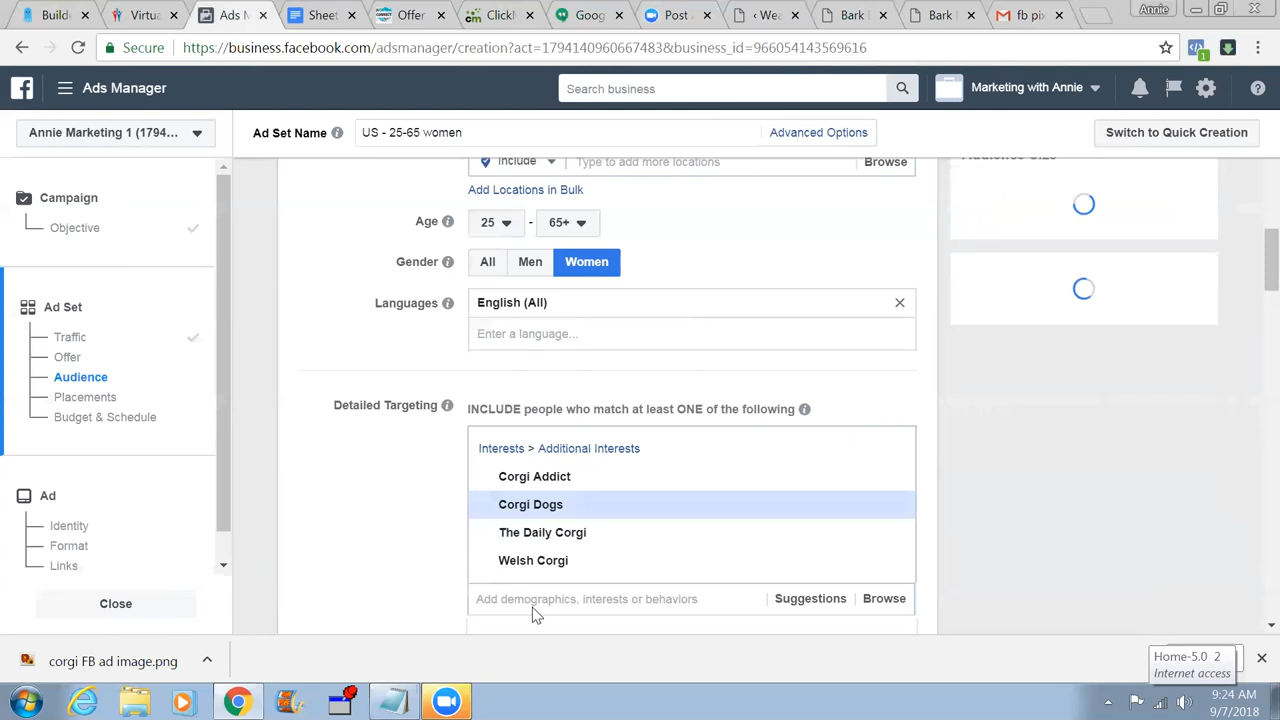 Build
Virtua
Ads M
Sheet
Offer
ClickM
Goog
Post A
‹ Wea
Bark
Bark
fb pix
Annie
Secure
https://business.facebook.com/adsmanager/creation?act=1794140960667483&business_id=966054143569616
1
Ads Manager
Search business
Marketing with Annie
Annie Marketing 1 (1794...
Ad Set Name
US - 25-65 women
Advanced Options
Switch to Quick Creation
Campaign
Objective
Ad Set
Traffic
Offer
Audience
Placements
Budget & Schedule
Ad
Identity
Format
Links
Close
Include
Type to add more locations
Browse
Add Locations in Bulk
Age
25
-
65+
Gender
All
Men
Women
Languages
English (All)
Enter a language...
Detailed Targeting
INCLUDE people who match at least ONE of the following
Interests > Additional Interests
Corgi Addict
Corgi Dogs
The Daily Corgi
Welsh Corgi
Add demographics, interests or behaviors
Suggestions
Browse
corgi FB ad image.png
Home-5.0 2
Internet access
9:24 AM
9/7/2018